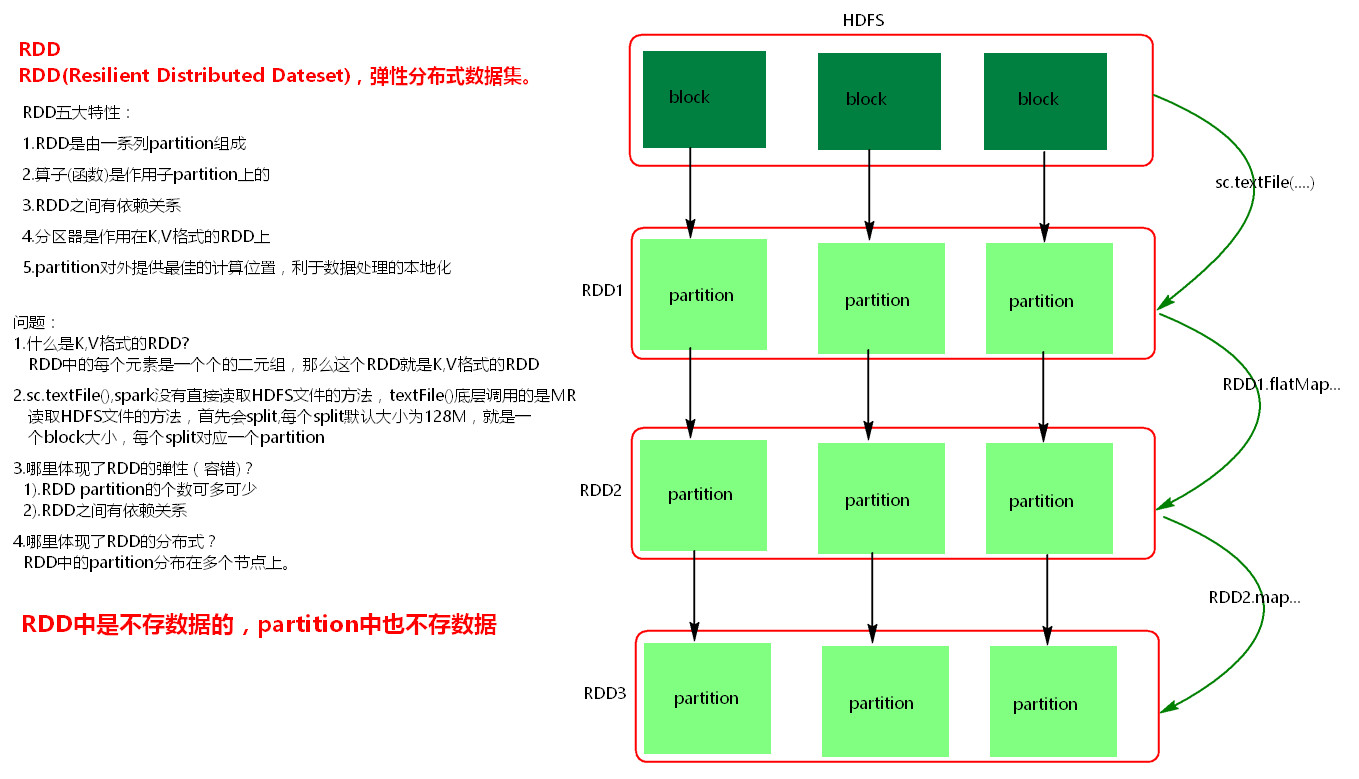 RDD
RDD(Resilient Distributed Dateset)，弹性分布式数据集。
RDD五大特性：
1.RDD是由一系列partition组成
2.算子(函数)是作用子partition上的
3.RDD之间有依赖关系
4.分区器是作用在K,V格式的RDD上
5.partition对外提供最佳的计算位置，利于数据处理的本地化
问题：
1.什么是K,V格式的RDD?
RDD中的每个元素是一个个的二元组，那么这个RDD就是K,V格式的RDD
2.sc.textFile(),spark没有直接读取HDFS文件的方法，textFile()底层调用的是MR
读取HDFS文件的方法，首先会split,每个split默认大小为128M，就是一
个block大小，每个split对应一个partition
3.哪里体现了RDD的弹性（容错)？
1).RDD partition的个数可多可少
2).RDD之间有依赖关系
4.哪里体现了RDD的分布式？
RDD中的partition分布在多个节点上。
RDD中是不存数据的，partition中也不存数据
HDFS
block
block
block
sc.textFile(....)
RDD1
partition
partition
partition
RDD1.flatMap...
RDD2
partition
partition
partition
RDD2.map...
RDD3
partition
partition
partition